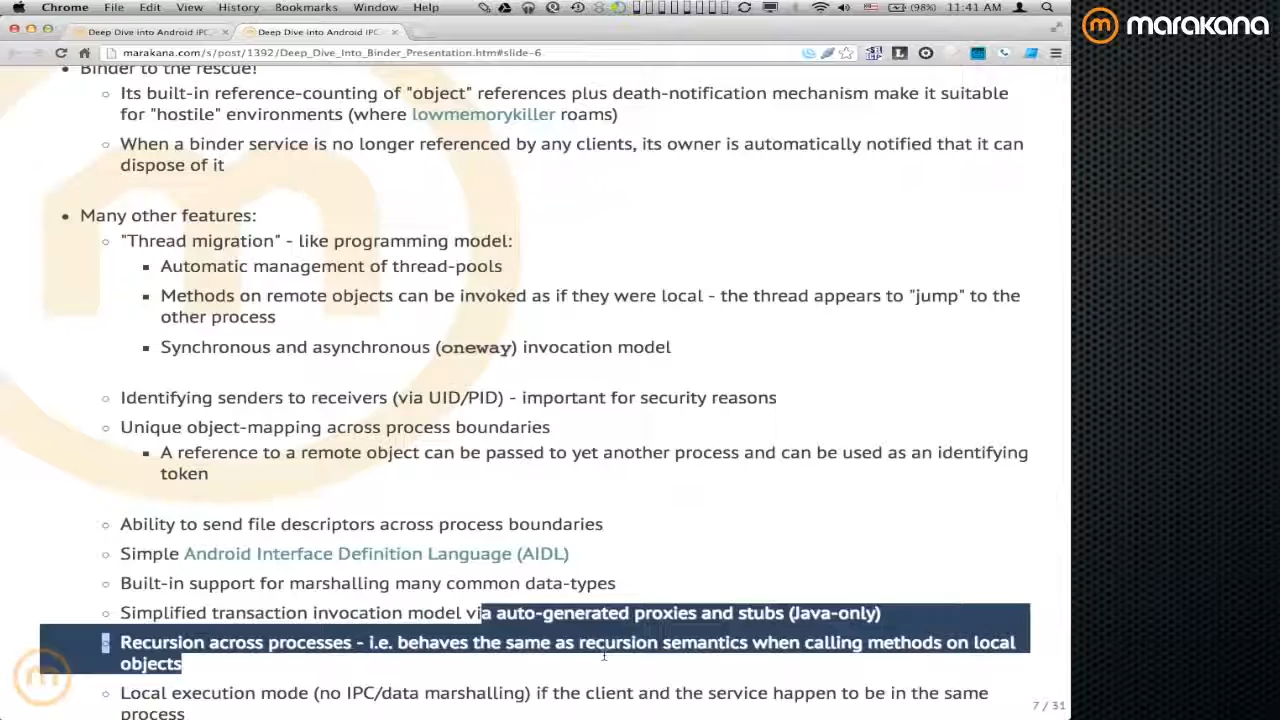 Chrome File Edit View History Bookmarks Window Help (98%) 11:41 AM
marakana
Deep Dive into Android IPC
Deep Dive into Android IPC
marakana.com/s/post/1392/Deep_Dive_Into_Binder_Presentation.htm#slide-6
• Binder to the rescue!
Its built-in reference-counting of "object" references plus death-notification mechanism make it suitable
for "hostile" environments (where lowmemorykiller roams)
When a binder service is no longer referenced by any clients, its owner is automatically notified that it can
dispose of it
• Many other features:
"Thread migration" - like programming model:
Automatic management of thread-pools
Methods on remote objects can be invoked as if they were local - the thread appears to "jump" to the
other process
Synchronous and asynchronous (oneway) invocation model
Identifying senders to receivers (via UID/PID) - important for security reasons
Unique object-mapping across process boundaries
A reference to a remote object can be passed to yet another process and can be used as an identifying
token
Ability to send file descriptors across process boundaries
Simple Android Interface Definition Language (AIDL)
Built-in support for marshalling many common data-types
Simplified transaction invocation model via auto-generated proxies and stubs (Java-only)
Recursion across processes - i.e. behaves the same as recursion semantics when calling methods on local
objects
Local execution mode (no IPC/data marshalling) if the client and the service happen to be in the same
process
7 / 31